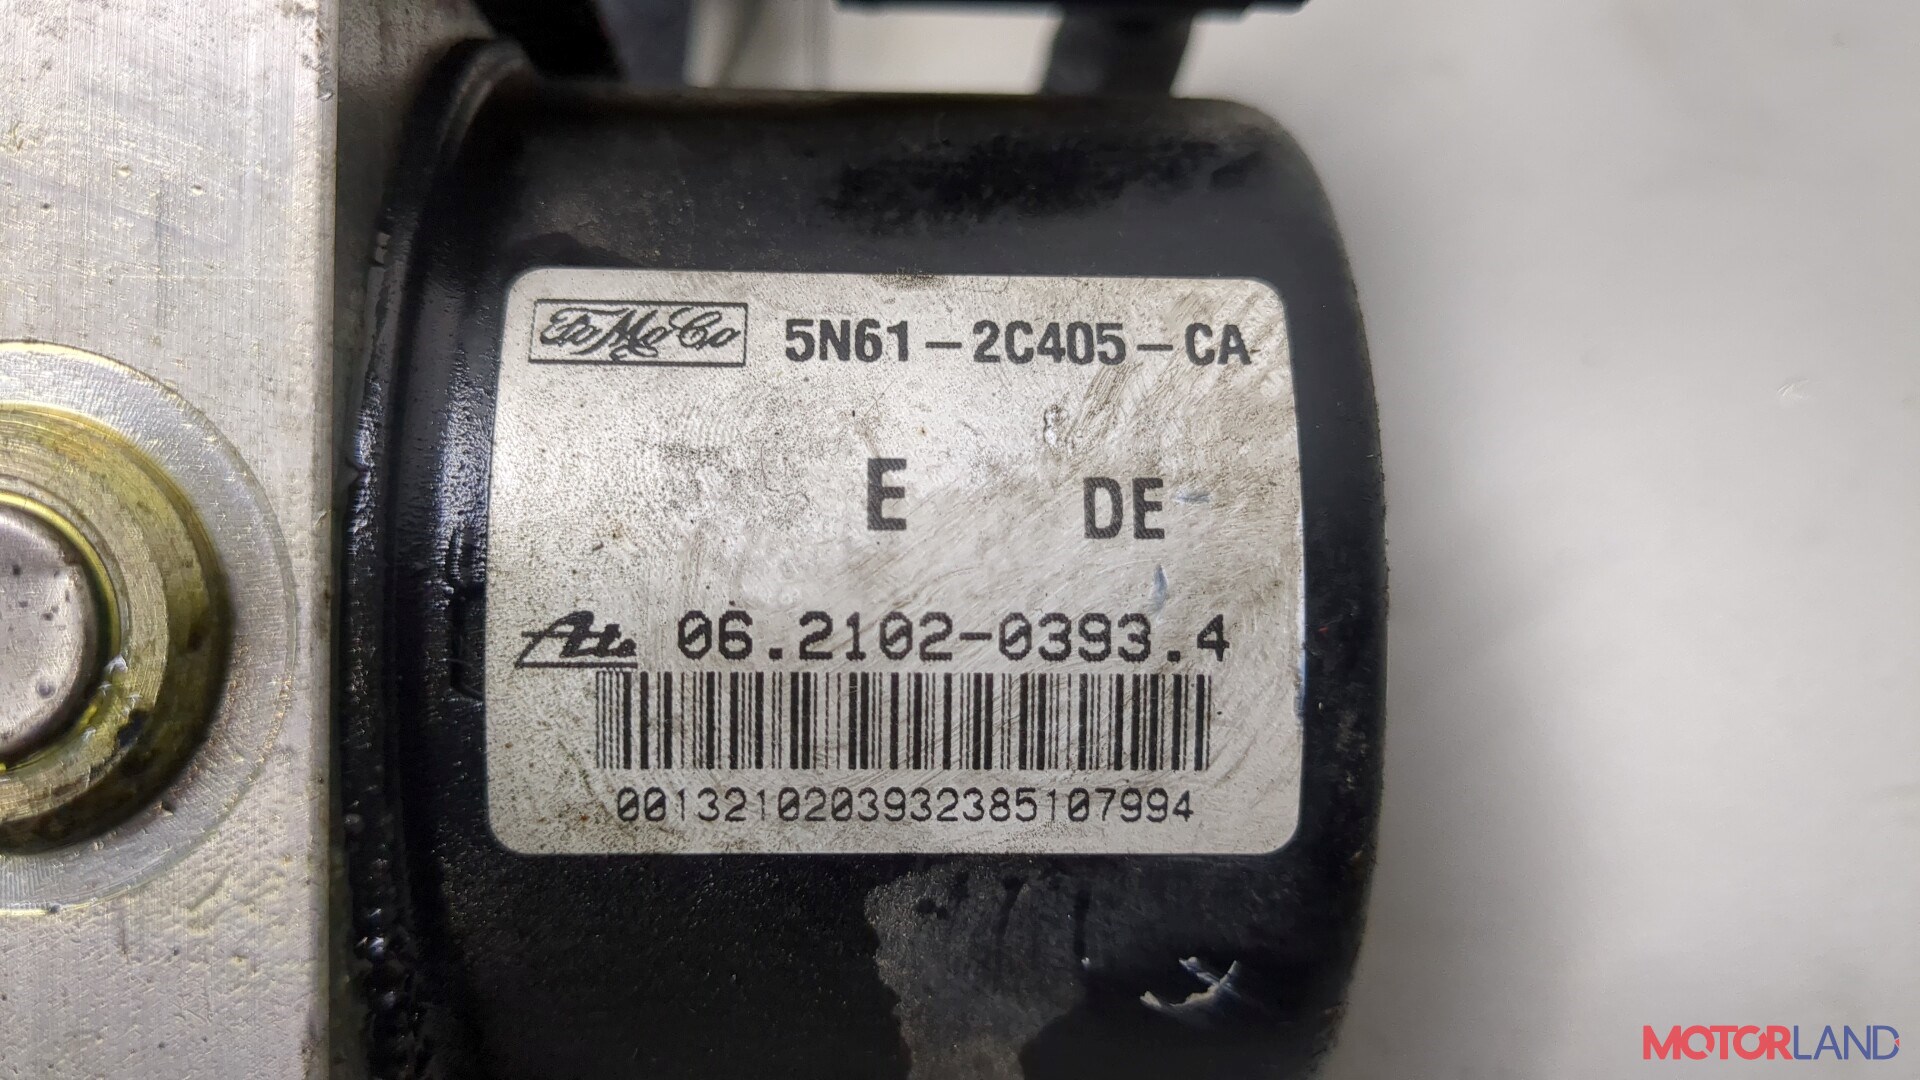 FoMoCo 5N61-2C405-CA
E DE
Ate 06.2102-0393.4
0013210203932385107994
MOTORLAND